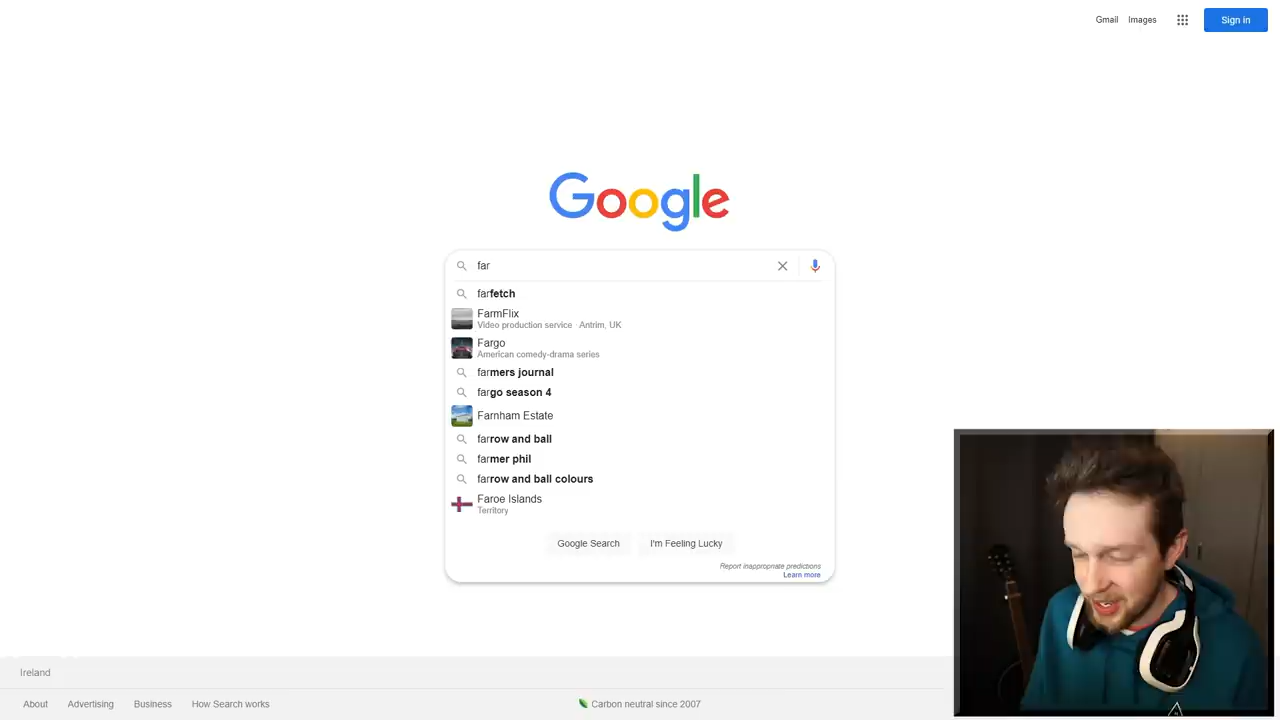 Gmail Images Sign in
Google
far
farfetch
FarmFlix
Video production service · Antrim, UK
Fargo
American comedy-drama series
farmers journal
fargo season 4
Farnham Estate
farrow and ball
farmer phil
farrow and ball colours
Faroe Islands
Territory
Google Search I'm Feeling Lucky
Report inappropriate predictions
Learn more
Ireland
About Advertising Business How Search works Carbon neutral since 2007